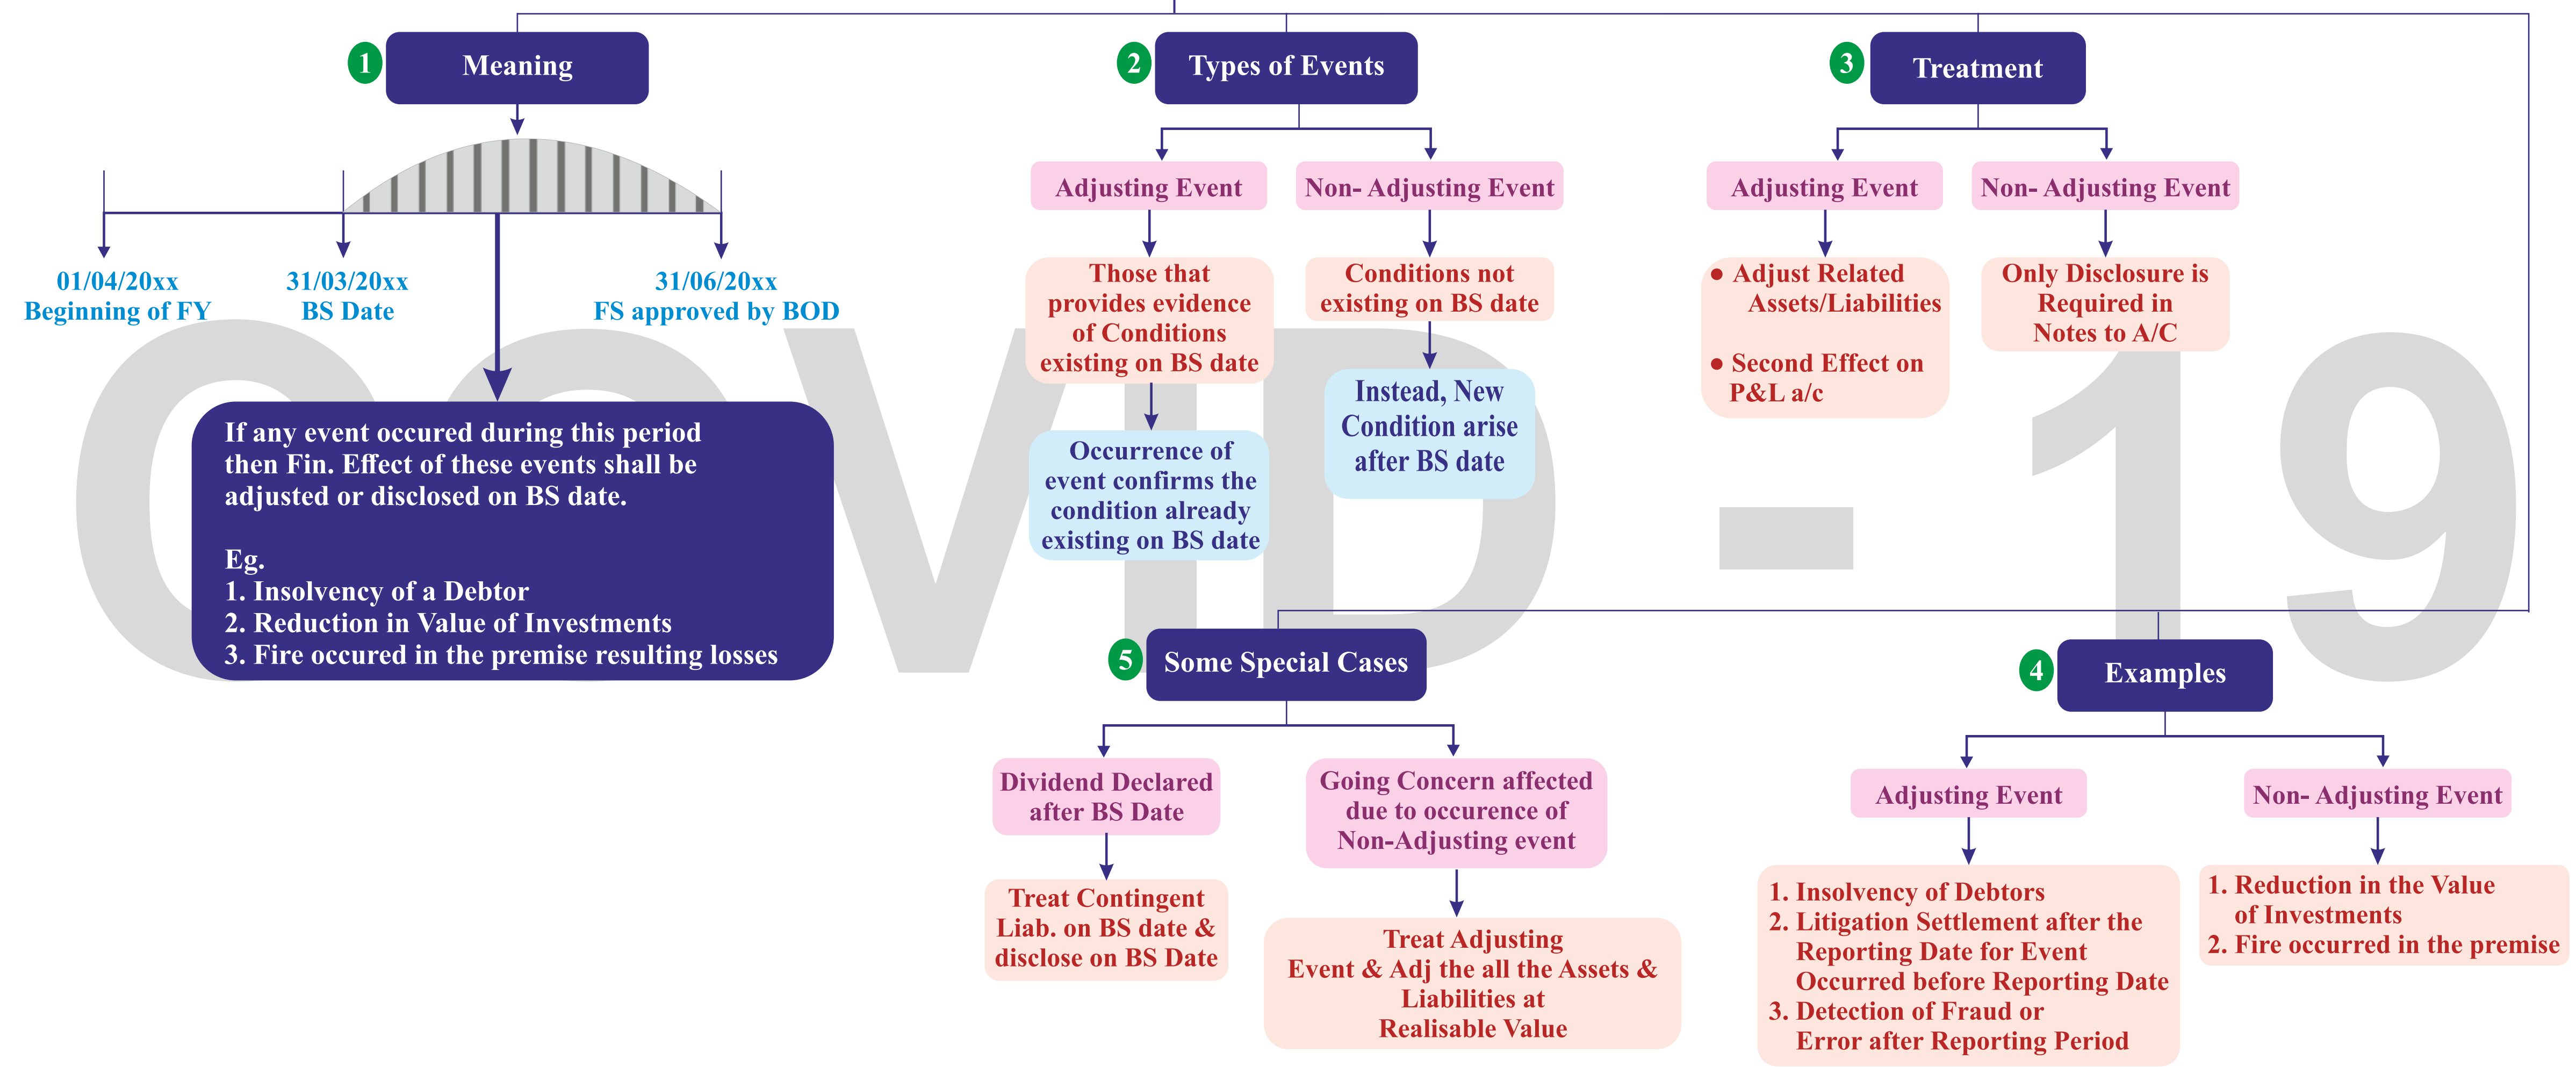 1
Meaning
01/04/20xx
Beginning of FY
31/03/20xx
BS Date
31/06/20xx
FS approved by BOD
If any event occured during this period
then Fin. Effect of these events shall be
adjusted or disclosed on BS date.
Eg.
1. Insolvency of a Debtor
2. Reduction in Value of Investments
3. Fire occured in the premise resulting losses
2
Types of Events
Adjusting Event
Those that
provides evidence
of Conditions
existing on BS date
Occurrence of
event confirms the
condition already
existing on BS date
Non- Adjusting Event
Conditions not
existing on BS date
Instead, New
Condition arise
after BS date
3
Treatment
Adjusting Event
• Adjust Related
Assets/Liabilities
• Second Effect on
P&L a/c
Non- Adjusting Event
Only Disclosure is
Required in
Notes to A/C
COVID - 19
5
Some Special Cases
Dividend Declared
after BS Date
Treat Contingent
Liab. on BS date &
disclose on BS Date
Going Concern affected
due to occurence of
Non-Adjusting event
Treat Adjusting
Event & Adj the all the Assets &
Liabilities at
Realisable Value
4
Examples
Adjusting Event
1. Insolvency of Debtors
2. Litigation Settlement after the
Reporting Date for Event
Occurred before Reporting Date
3. Detection of Fraud or
Error after Reporting Period
Non- Adjusting Event
1. Reduction in the Value
of Investments
2. Fire occurred in the premise